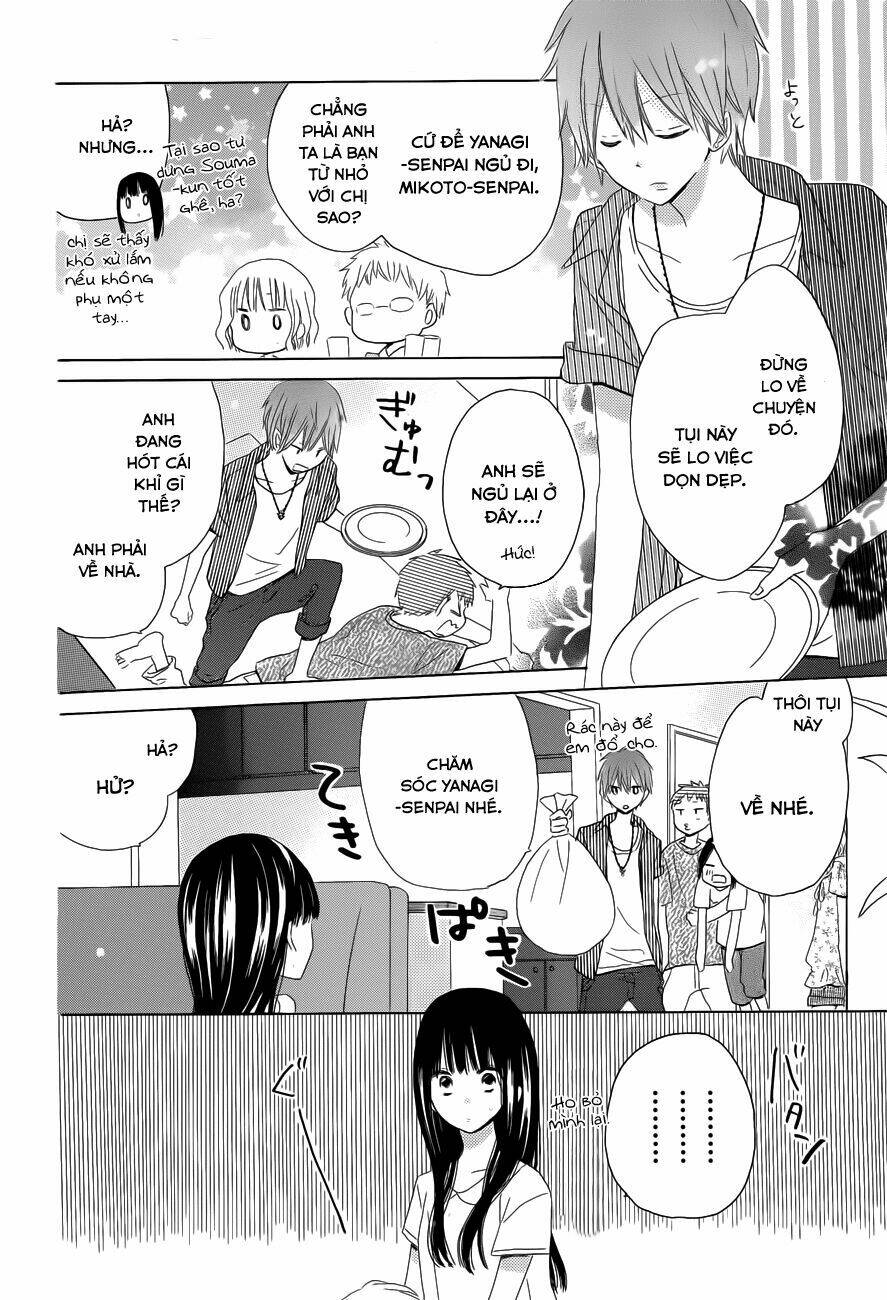 よっと
CỨ ĐỂ YANAGI
-SENPAI NGỦ ĐI,
MIKOTO-SENPAI.
CHẲNG
PHẢI ANH
TA LÀ BẠN
TỪ NHỎ
VỚI CHỊ
SAO?
Tại sao tự
dưng Souma
-kun tốt
ghê, ha?
HẢ?
NHƯNG...
chị sẽ thấy
khó xử lắm
nếu không
phụ một
tay...
ĐỪNG
LO VỀ
CHUYỆN
ĐÓ.
TỤI NÀY
SẼ LO VIỆC
DỌN DẸP.
ANH SẼ
NGỦ LẠI Ở
ĐÂY...!
Hức!
ぎゅむっ
ANH
ĐANG
HÓT CÁI
KHỈ GÌ
THẾ?
ANH PHẢI
VỀ NHÀ.
THÔI TỤI
NÀY
VỀ NHÉ.
Rác này để
em đổ cho.
CHĂM
SÓC YANAGI
-SENPAI NHÉ.
てき
ぱき
HẢ?
HỬ?
バタン
Họ bỏ
mình lại.